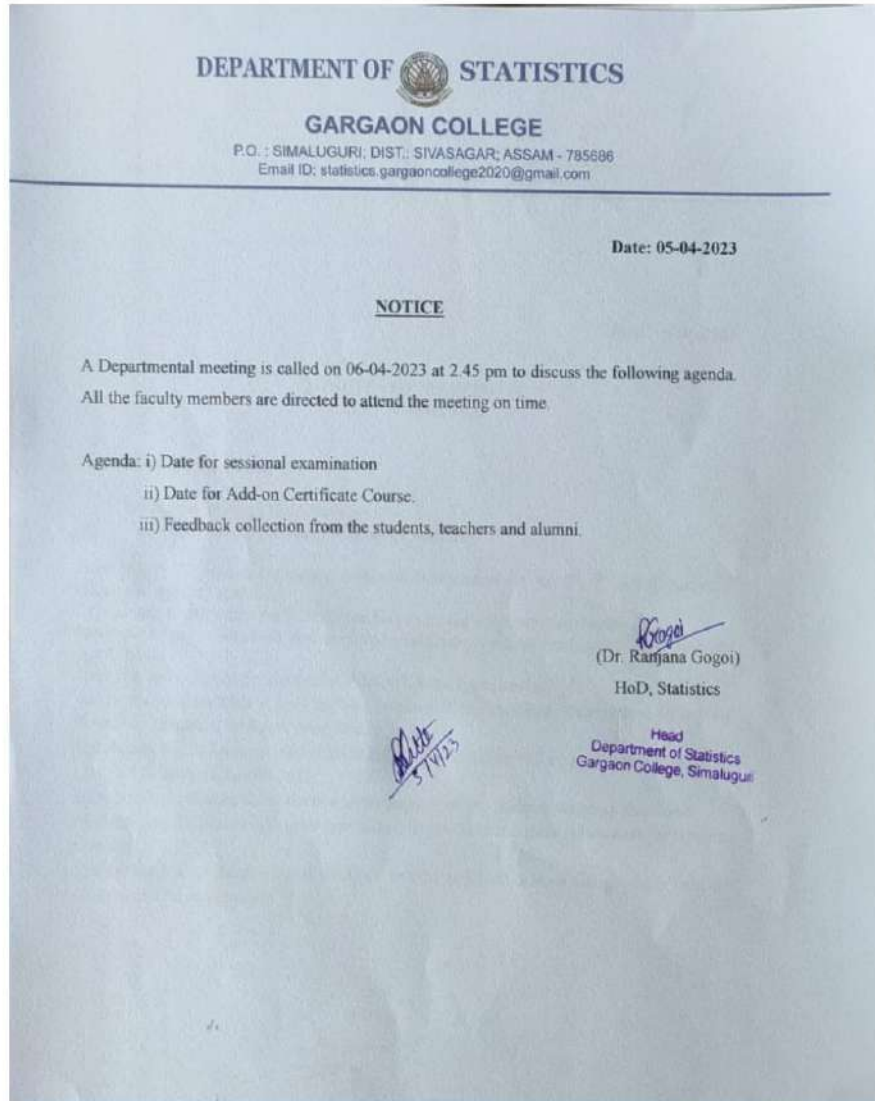 DEPARTMENT OF STATISTICS
GARGAON COLLEGE
P.O. : SIMALUGURI; DIST.: SIVASAGAR; ASSAM - 785686
Email ID: statistics.gargaoncollege2020@gmail.com
Date: 05-04-2023
NOTICE
A Departmental meeting is called on 06-04-2023 at 2.45 pm to discuss the following agenda.
All the faculty members are directed to attend the meeting on time.
Agenda: i) Date for sessional examination
ii) Date for Add-on Certificate Course.
iii) Feedback collection from the students, teachers and alumni.
RGogoi
(Dr. Ranjana Gogoi)
HoD, Statistics
5/4/23
Head
Department of Statistics
Gargaon College, Simaluguri